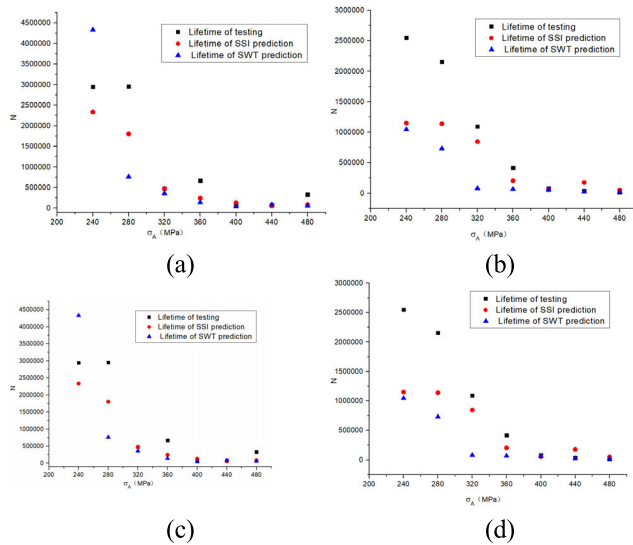 4500000
4000000
3500000
3000000
2500000
2000000
1500000
1000000
500000
0
N
Lifetime of testing
Lifetime of SSI prediction
Lifetime of SWT prediction
200 240 280 320 360 400 440 480
σA (MPa)
(a)
3000000
2500000
2000000
1500000
1000000
500000
0
N
Lifetime of testing
Lifetime of SSI prediction
Lifetime of SWT prediction
200 240 280 320 360 400 440 480
σA (MPa)
(b)
4500000
4000000
3500000
3000000
2500000
2000000
1500000
1000000
500000
0
N
Lifetime of testing
Lifetime of SSI prediction
Lifetime of SWT prediction
200 240 280 320 360 400 440 480
σA (MPa)
(c)
3000000
2500000
2000000
1500000
1000000
500000
0
N
Lifetime of testing
Lifetime of SSI prediction
Lifetime of SWT prediction
200 240 280 320 360 400 440 480
σA (MPa)
(d)